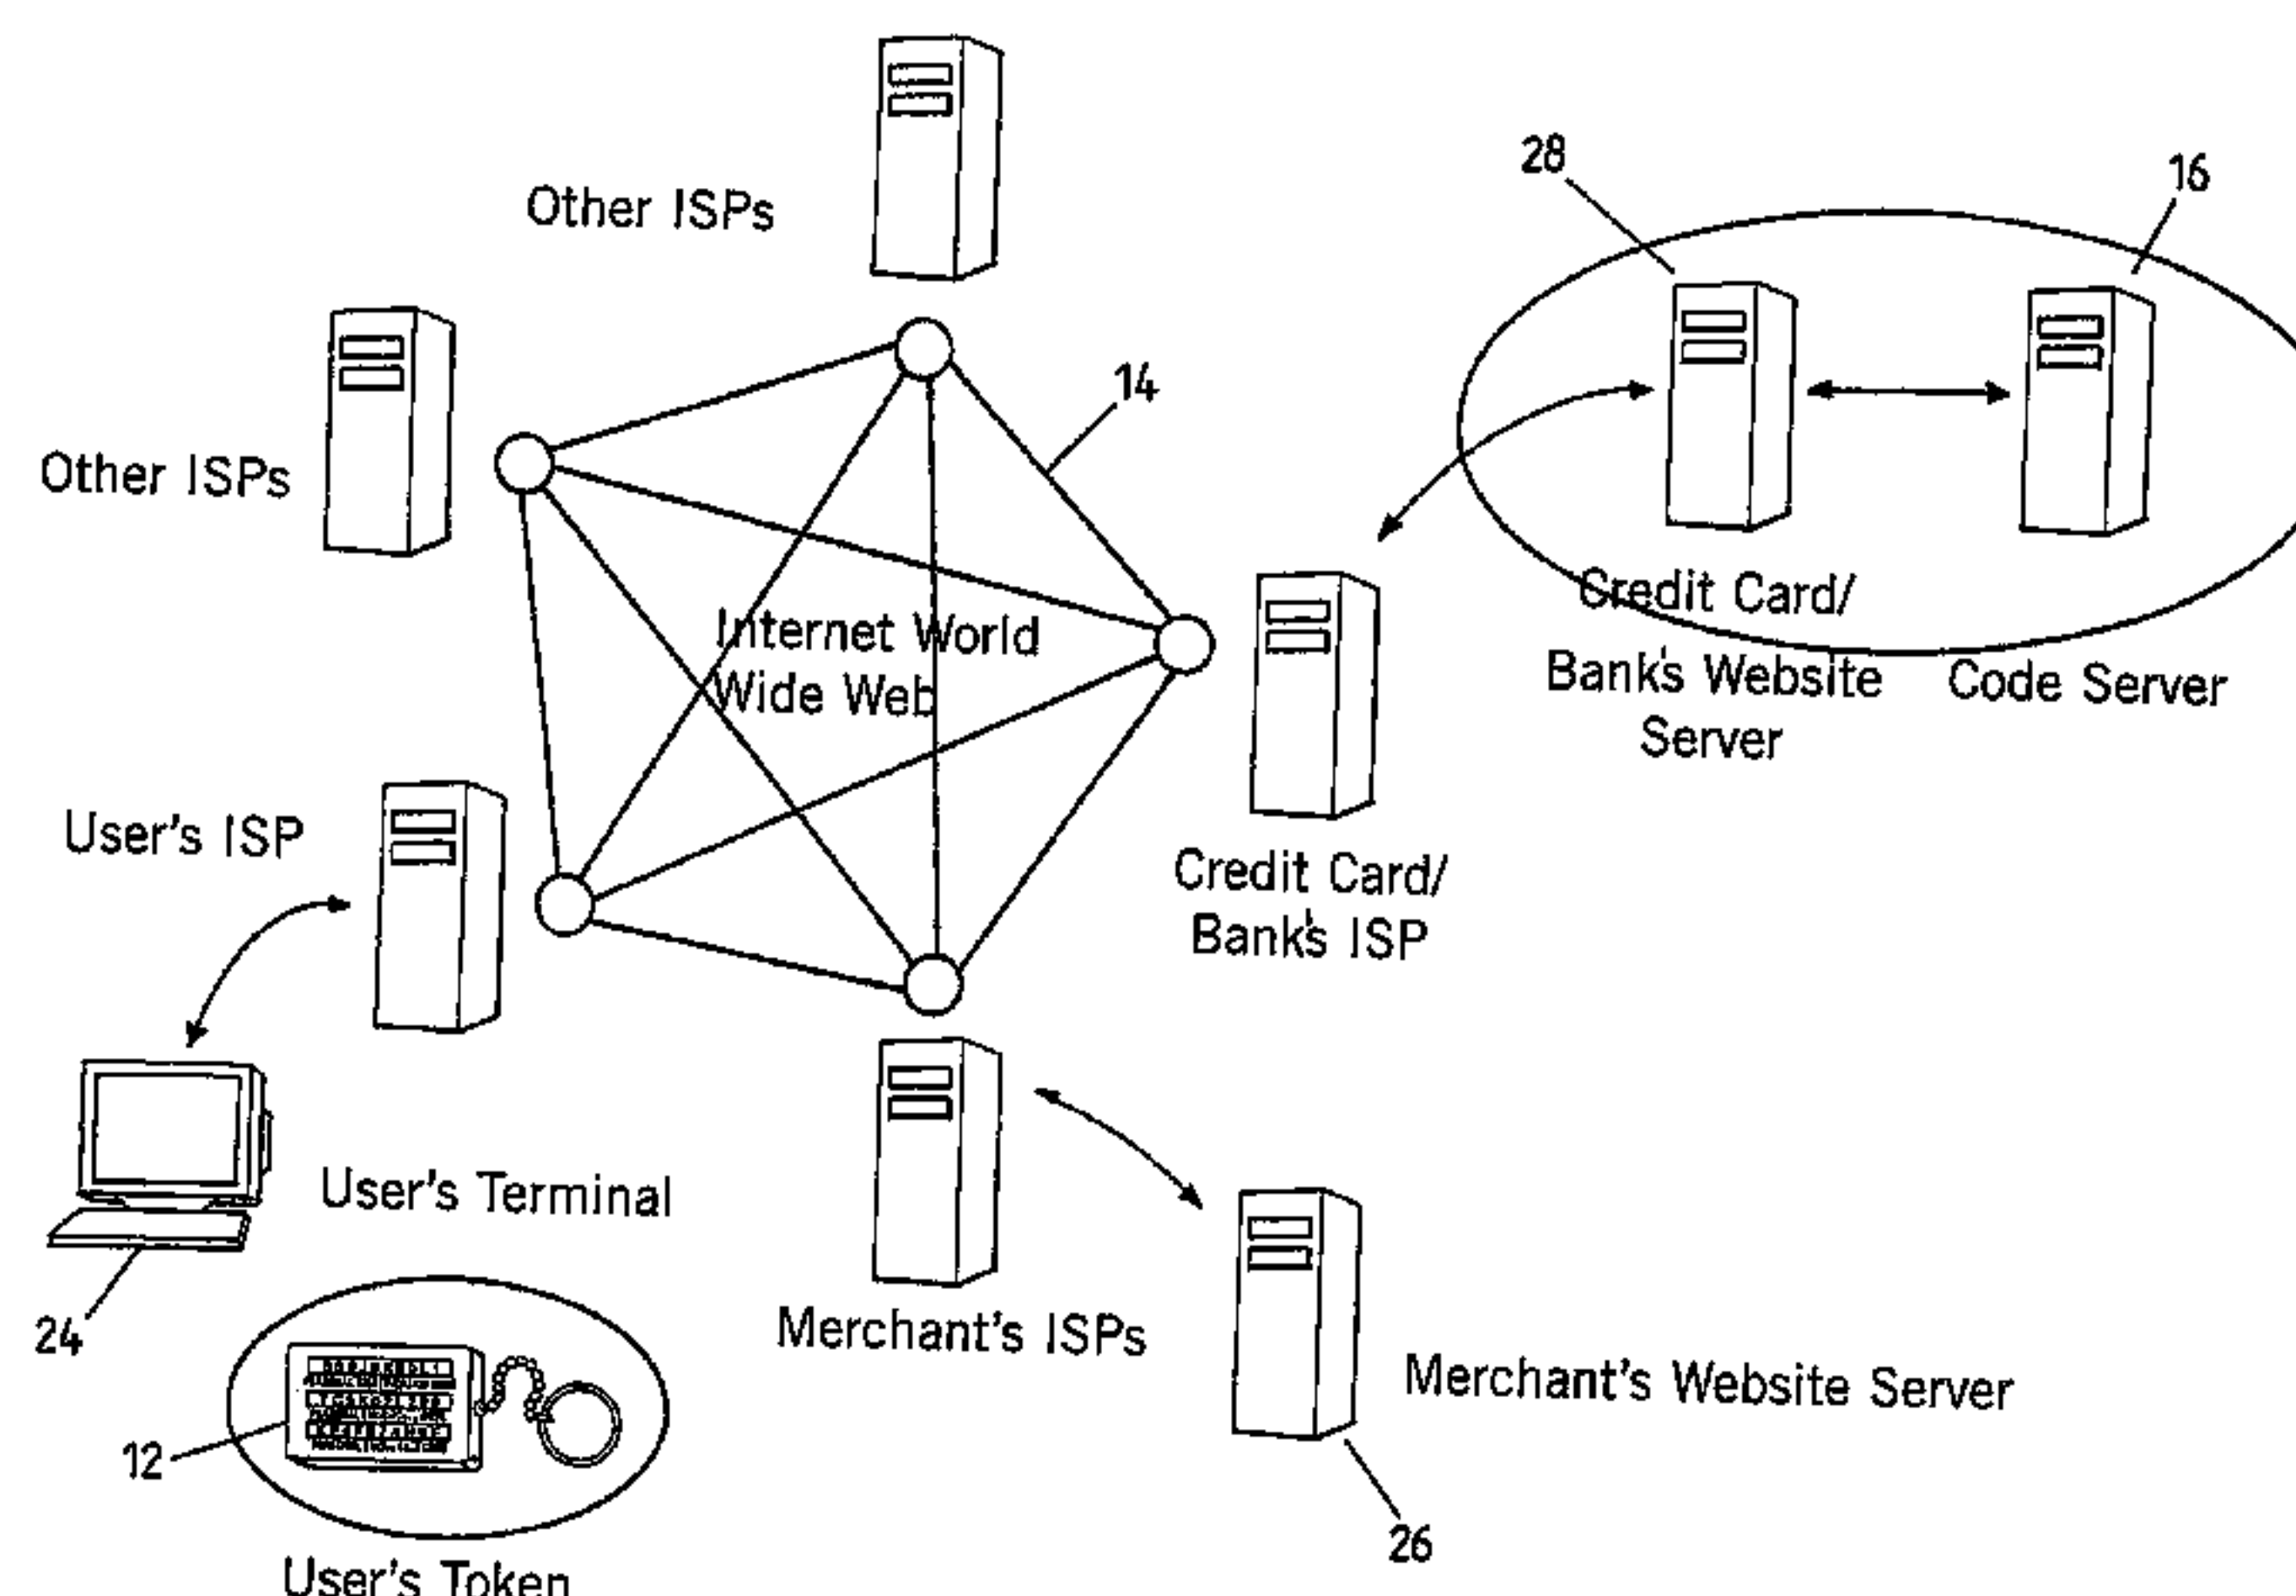 28
16
Other ISPs
14
Other ISPs
Credit Card/
Bank's Website
Server
Code Server
Internet World
Wide Web
User's ISP
Credit Card/
Bank's ISP
User's Terminal
24
Merchant's ISPs
Merchant's Website Server
12
26
User's Token